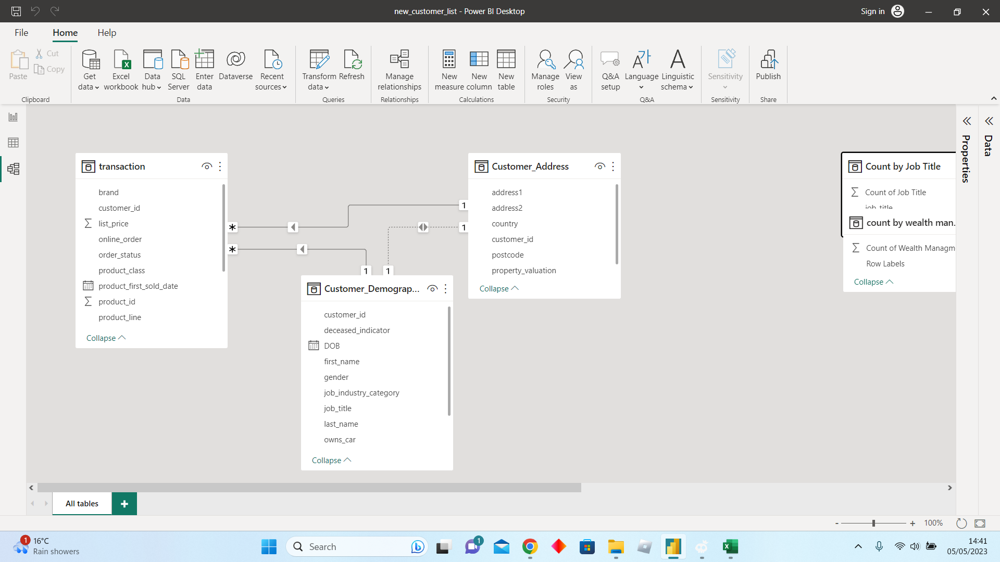 new_customer_list - Power BI Desktop
Sign in
File Home Help
Paste
Cut
Copy
Clipboard
Get data
Excel workbook
Data hub
SQL Server
Enter data
Dataverse
Recent sources
Data
Transform data
Refresh
Queries
Manage relationships
Relationships
New measure
New column
New table
Calculations
Manage roles
View as
Security
Q&A setup
Language
Linguistic schema
Q&A
Sensitivity
Sensitivity
Publish
Share
transaction
brand
customer_id
list_price
online_order
order_status
product_class
product_first_sold_date
product_id
product_line
Collapse
*
*
1
1
1
1
Customer_Demograp...
customer_id
deceased_indicator
DOB
first_name
gender
job_industry_category
job_title
last_name
owns_car
Collapse
Customer_Address
address1
address2
country
customer_id
postcode
property_valuation
Collapse
Count by Job Title
Count of Job Title
job_title
count by wealth man.
Count of Wealth Managm
Row Labels
Collapse
Properties
Data
All tables
+
- + 100%
1
16°C
Rain showers
Search
1
14:41
05/05/2023